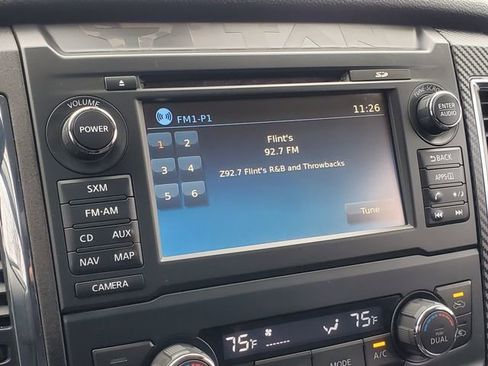 TITAN
SD
VOLUME
POWER
TUNE·SCROLL
ENTER
AUDIO
FM1-P1
11:26
1 2
3 4
5 6
Flint's
92.7 FM
Z92.7 Flint's R&B and Throwbacks
Tune
SXM
FM·AM
CD AUX
NAV MAP
CAMERA
BACK
APPS
75°F
75°F
MODE
A/C
PUSH
DUAL